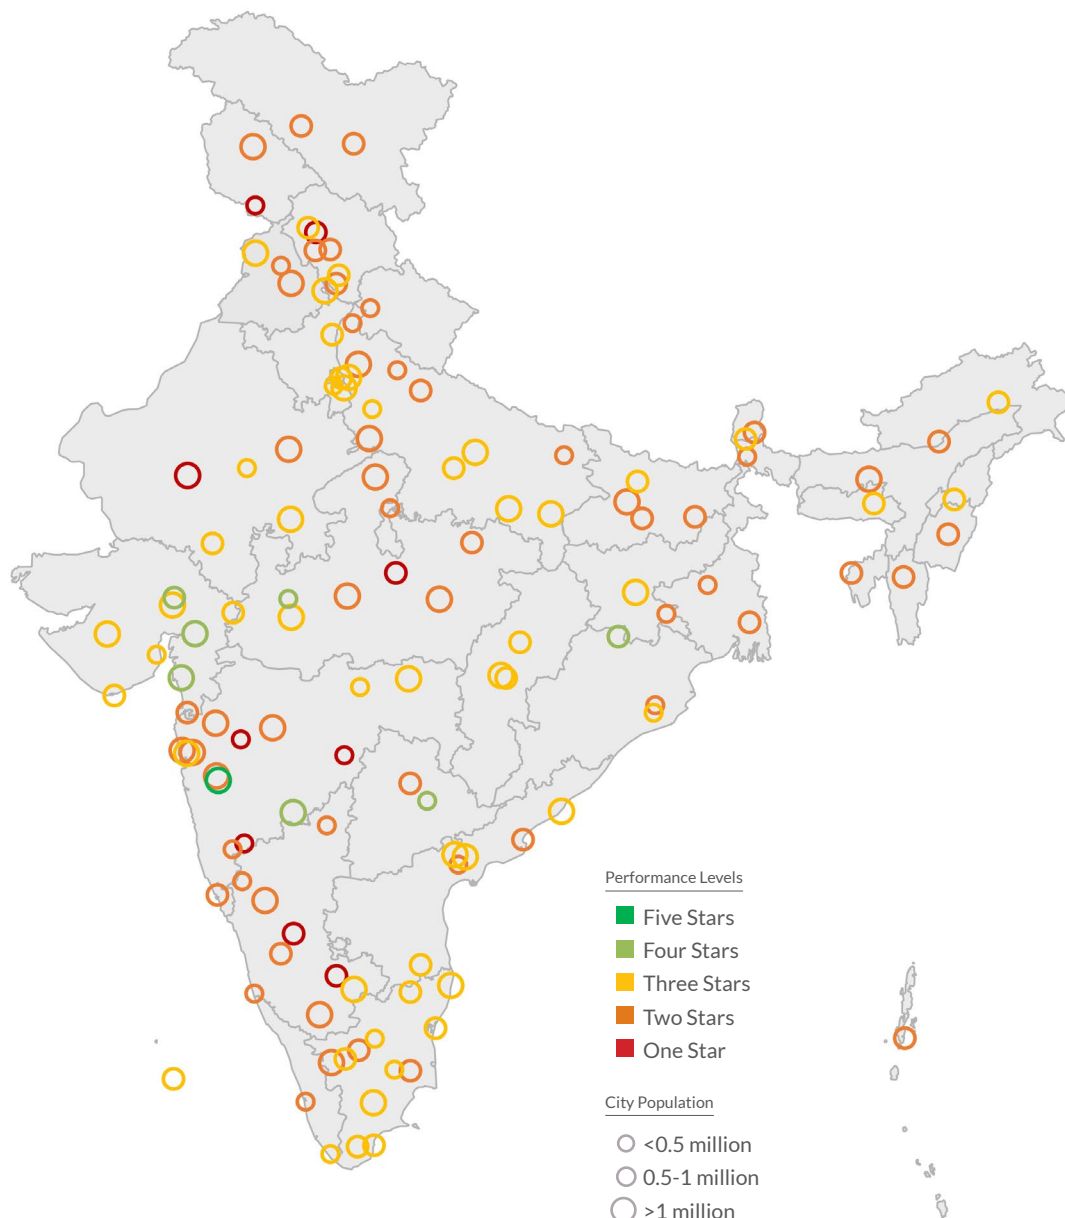 Performance Levels
Five Stars
Four Stars
Three Stars
Two Stars
One Star
City Population
<0.5 million
0.5-1 million
>1 million